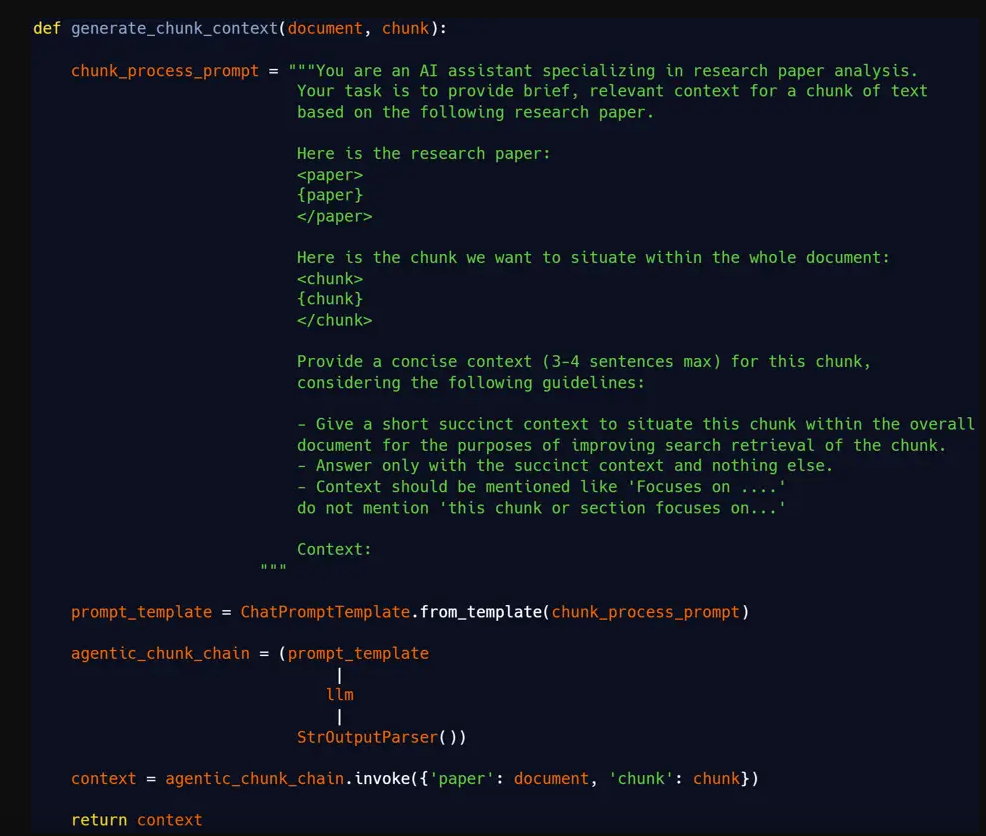 def generate_chunk_context(document, chunk):
chunk_process_prompt = """You are an AI assistant specializing in research paper analysis.
Your task is to provide brief, relevant context for a chunk of text
based on the following research paper.
Here is the research paper:
<paper>
{paper}
</paper>
Here is the chunk we want to situate within the whole document:
<chunk>
{chunk}
</chunk>
Provide a concise context (3-4 sentences max) for this chunk,
considering the following guidelines:
- Give a short succinct context to situate this chunk within the overall
document for the purposes of improving search retrieval of the chunk.
- Answer only with the succinct context and nothing else.
- Context should be mentioned like 'Focuses on ....'
do not mention 'this chunk or section focuses on...'
Context:
"""
prompt_template = ChatPromptTemplate.from_template(chunk_process_prompt)
agentic_chunk_chain = (prompt_template
|
llm
|
StrOutputParser())
context = agentic_chunk_chain.invoke({'paper': document, 'chunk': chunk})
return context